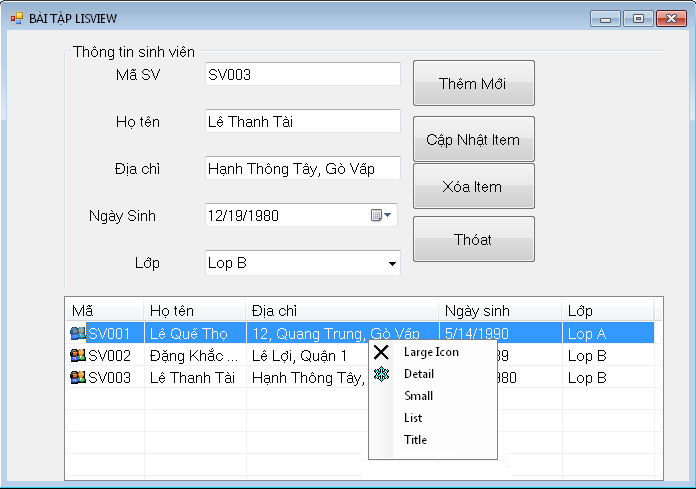 BÀI TẬP LISVIEW
Thông tin sinh viên
Mã SV SV003 Thêm Mới
Họ tên Lê Thanh Tài Cập Nhật Item
Địa chỉ Hạnh Thông Tây, Gò Vấp Xóa Item
Ngày Sinh 12/19/1980 Thóat
Lớp Lop B
Mã Họ tên Địa chỉ Ngày sinh Lớp
SV001 Lê Quế Thọ 12, Quang Trung, Gò Vấp 5/14/1990 Lop A
SV002 Đặng Khắc ... Lê Lợi, Quận 1 39 Lop B
SV003 Lê Thanh Tài Hạnh Thông Tây, 980 Lop B
Large Icon
Detail
Small
List
Title